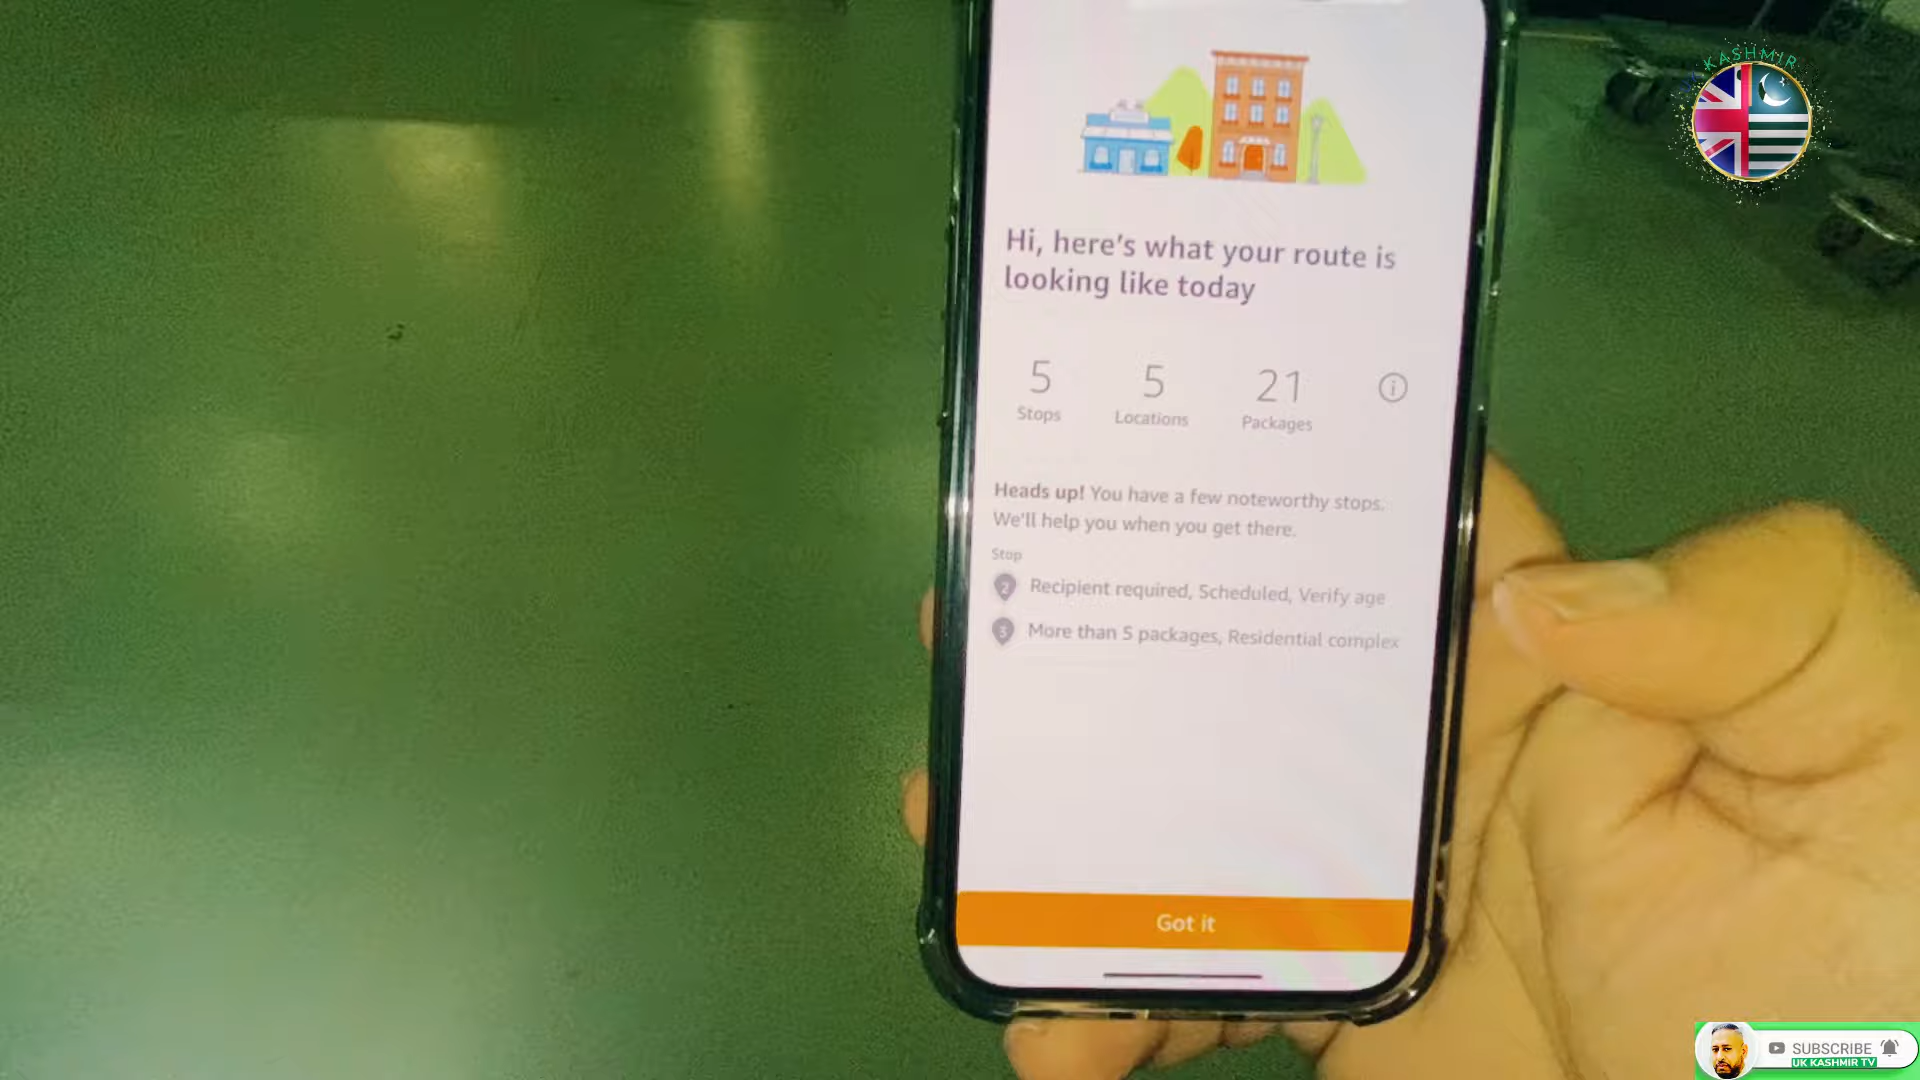 KASHMIR
Hi, here's what your route is
looking like today
5 5 21
Stops Locations Packages
Heads up! You have a few noteworthy stops.
We'll help you when you get there.
Stop
2 Recipient required, Scheduled, Verify age
3 More than 5 packages, Residential complex
Got it
SUBSCRIBE
UK KASHMIR TV